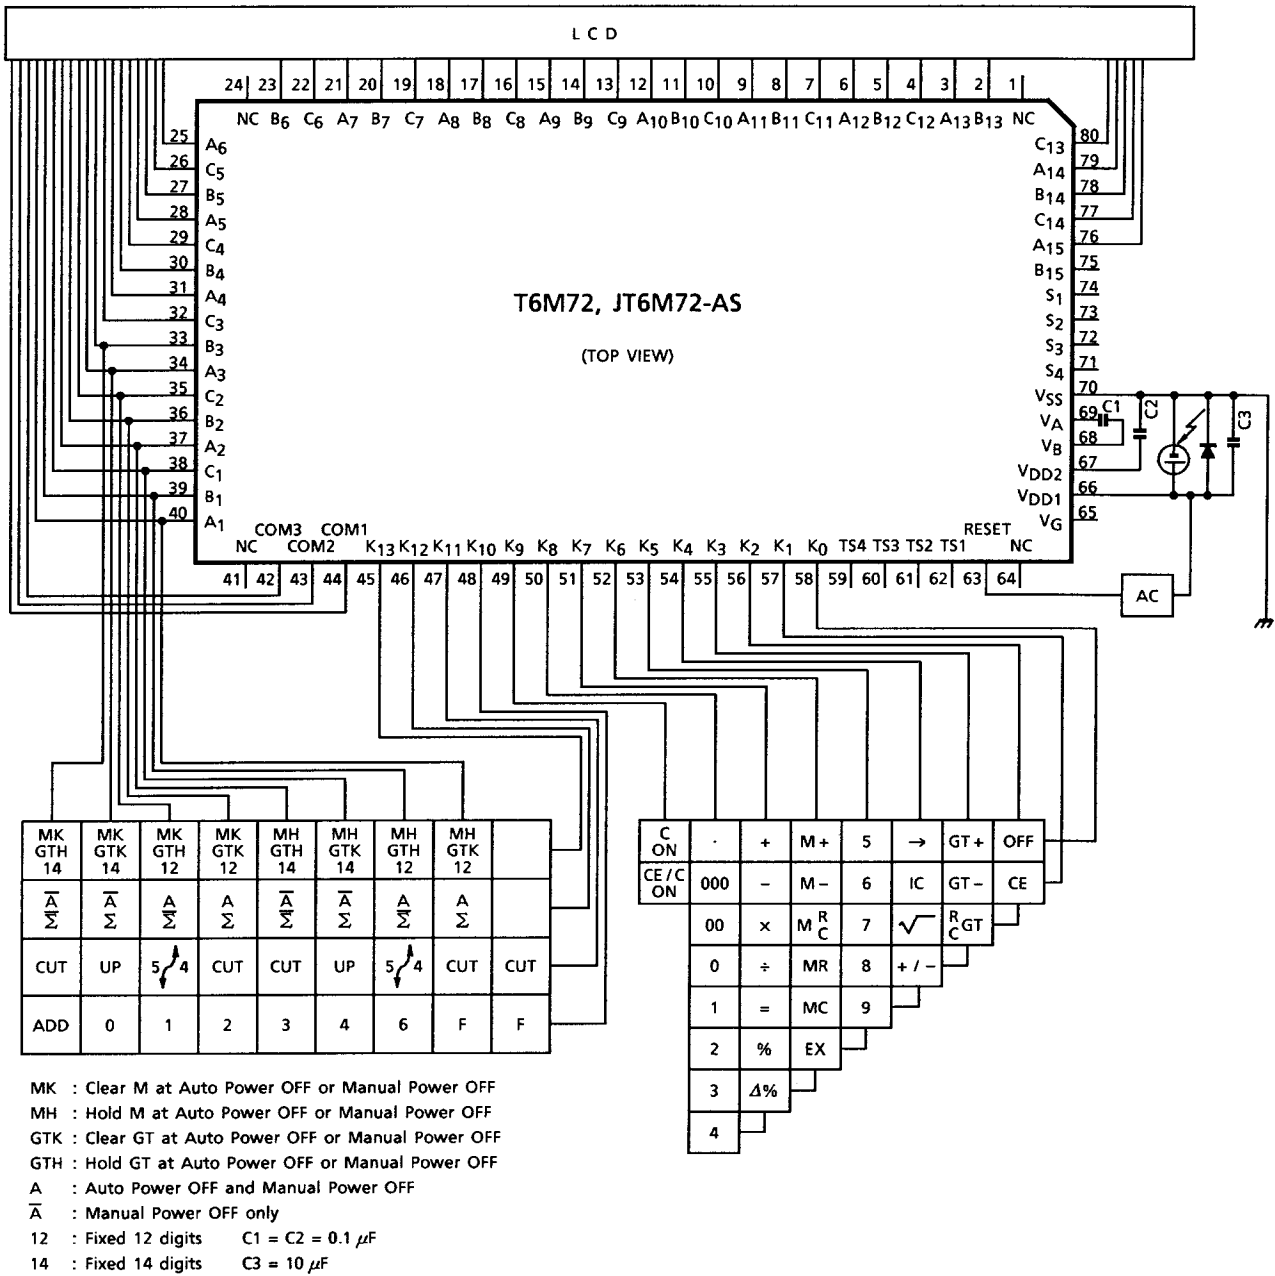 LCD
24 23 22 21 20 19 18 17 16 15 14 13 12 11 10 9 8 7 6 5 4 3 2 1
NC B6 C6 A7 B7 C7 A8 B8 C8 A9 B9 C9 A10 B10 C10 A11 B11 C11 A12 B12 C12 A13 B13 NC
25 A6 C13 80
26 C5 A14 79
27 B5 B14 78
28 A5 C14 77
29 C4 A15 76
30 B4 B15 75
31 A4 S1 74
32 C3 S2 73
33 B3 S3 72
34 A3 S4 71
35 C2 VSS 70
36 B2 VA 69
37 A2 VB 68
38 C1 VDD2 67
39 B1 VDD1 66
40 A1 VG 65
T6M72, JT6M72-AS
(TOP VIEW)
C1 C2 C3
COM3 COM1 RESET
NC COM2 K13 K12 K11 K10 K9 K8 K7 K6 K5 K4 K3 K2 K1 K0 TS4 TS3 TS2 TS1 NC
41 42 43 44 45 46 47 48 49 50 51 52 53 54 55 56 57 58 59 60 61 62 63 64
AC
MK MK MK MK MH MH MH MH
GTH GTK GTH GTK GTH GTK GTH GTK
14 14 12 12 14 14 12 12
A̅ A̅ A̅ A A̅ A̅ A̅ A
Σ̅ Σ Σ̅ Σ Σ̅ Σ Σ̅ Σ
CUT UP 5 4 CUT CUT UP 5 4 CUT CUT
ADD 0 1 2 3 4 6 F F
C ON · + M+ 5 → GT+ OFF
CE/C ON 000 − M− 6 IC GT− CE
00 × M R C 7 √ R C GT
0 ÷ MR 8 +/−
1 = MC 9
2 % EX
3 Δ%
4
MK : Clear M at Auto Power OFF or Manual Power OFF
MH : Hold M at Auto Power OFF or Manual Power OFF
GTK : Clear GT at Auto Power OFF or Manual Power OFF
GTH : Hold GT at Auto Power OFF or Manual Power OFF
A : Auto Power OFF and Manual Power OFF
A̅ : Manual Power OFF only
12 : Fixed 12 digits C1 = C2 = 0.1 μF
14 : Fixed 14 digits C3 = 10 μF